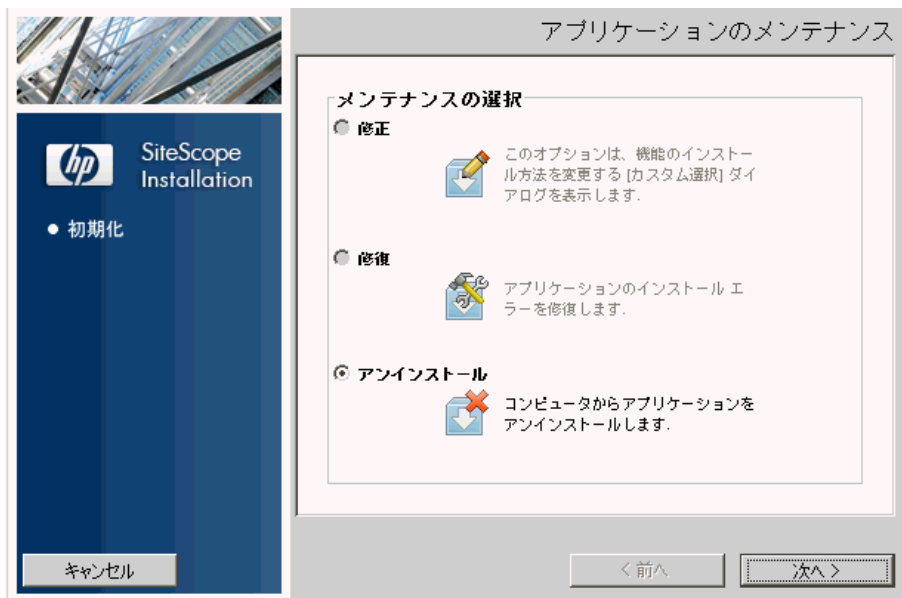 アプリケーションのメンテナンス
hp
SiteScope
Installation
初期化
メンテナンスの選択
修正
このオプションは、機能のインストー
ル方法を変更する [カスタム選択] ダイ
アログを表示します.
修復
アプリケーションのインストール エ
ラーを修復します.
アンインストール
コンピュータからアプリケーションを
アンインストールします.
キャンセル
< 前へ
次へ >